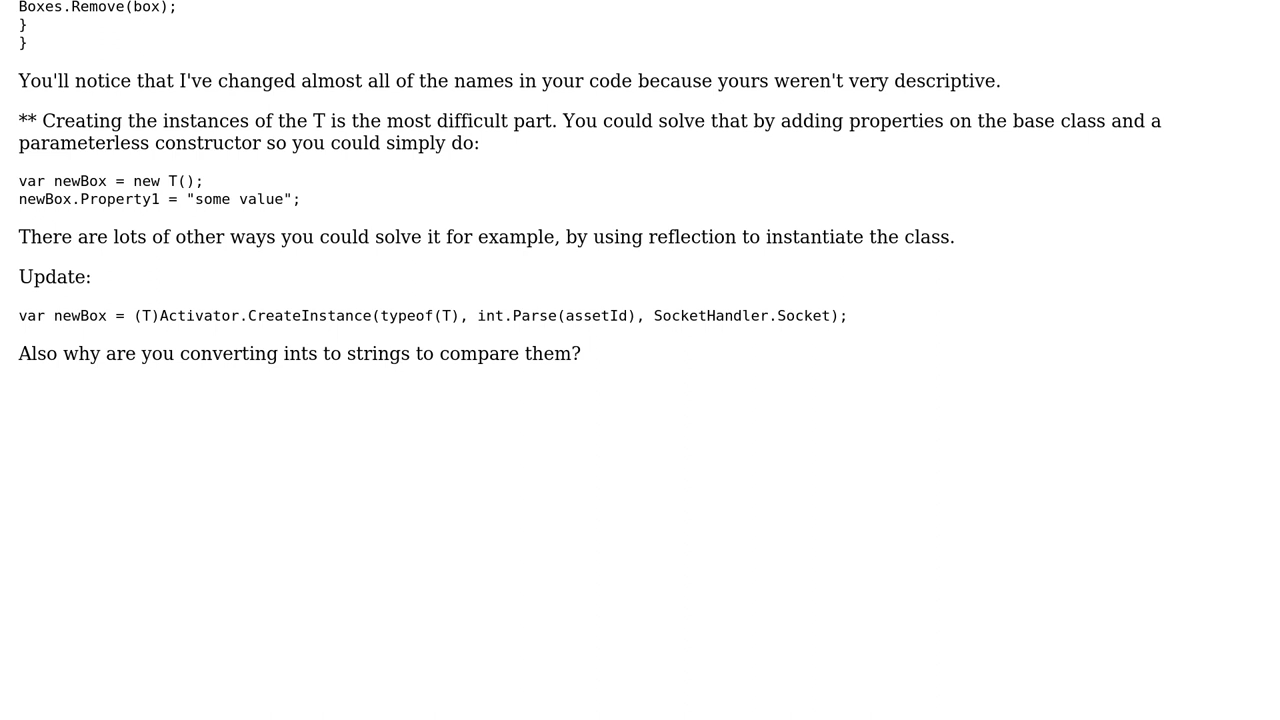 Boxes.Remove(box);
}
}
You'll notice that I've changed almost all of the names in your code because yours weren't very descriptive.
** Creating the instances of the T is the most difficult part. You could solve that by adding properties on the base class and a
parameterless constructor so you could simply do:
var newBox = new T();
newBox.Property1 = "some value";
There are lots of other ways you could solve it for example, by using reflection to instantiate the class.
Update:
var newBox = (T)Activator.CreateInstance(typeof(T), int.Parse(assetId), SocketHandler.Socket);
Also why are you converting ints to strings to compare them?